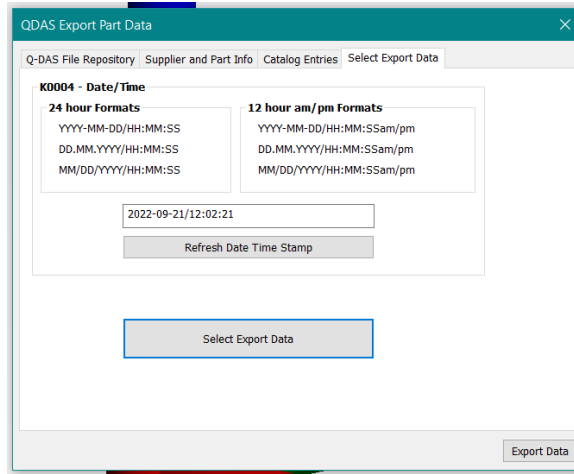 QDAS Export Part Data
Q-DAS File Repository Supplier and Part Info Catalog Entries Select Export Data
K0004 - Date/Time
24 hour Formats
YYYY-MM-DD/HH:MM:SS
DD.MM.YYYY/HH:MM:SS
MM/DD/YYYY/HH:MM:SS
12 hour am/pm Formats
YYYY-MM-DD/HH:MM:SSam/pm
DD.MM.YYYY/HH:MM:SSam/pm
MM/DD/YYYY/HH:MM:SSam/pm
2022-09-21/12:02:21
Refresh Date Time Stamp
Select Export Data
Export Data